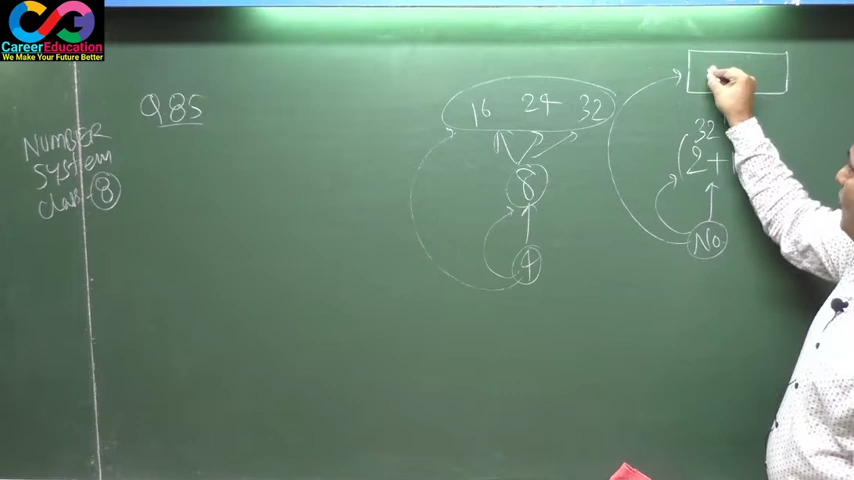 CareerEducation
We Make Your Future Better
NUMBER
System
class - 8
985
16 24 32
8
4
32
2+1
No